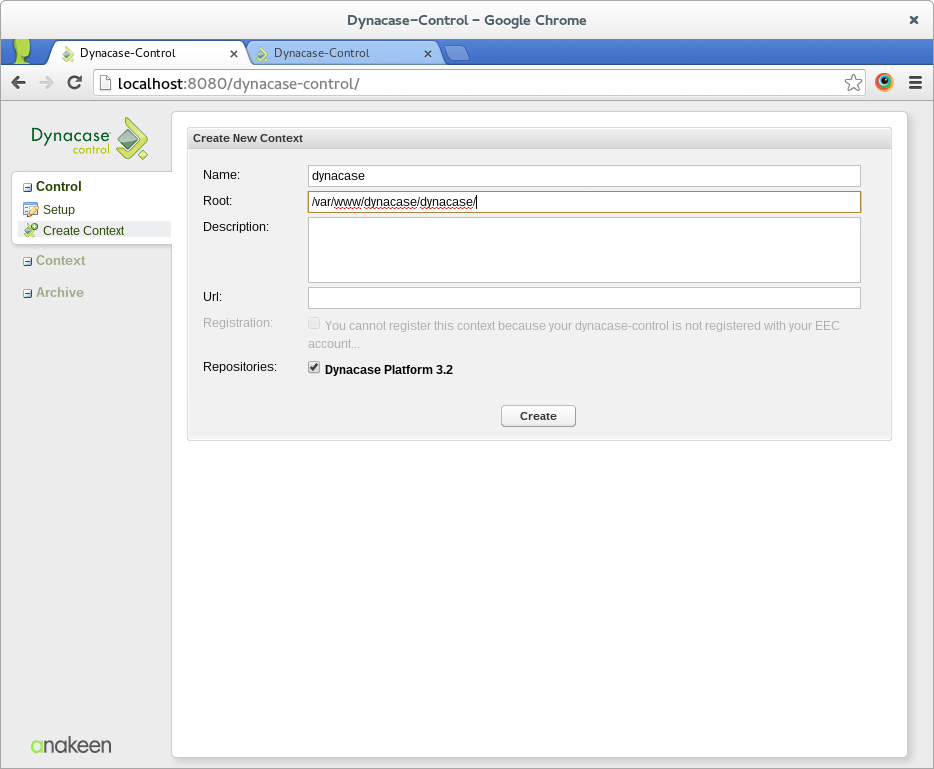 Dynacase-Control - Google Chrome
Dynacase-Control
Dynacase-Control
localhost:8080/dynacase-control/
Dynacase
control
Control
Setup
Create Context
Context
Archive
Create New Context
Name: dynacase
Root: /var/www/dynacase/dynacase/
Description:
Url:
Registration: You cannot register this context because your dynacase-control is not registered with your EEC
account...
Repositories: Dynacase Platform 3.2
Create
anakeen